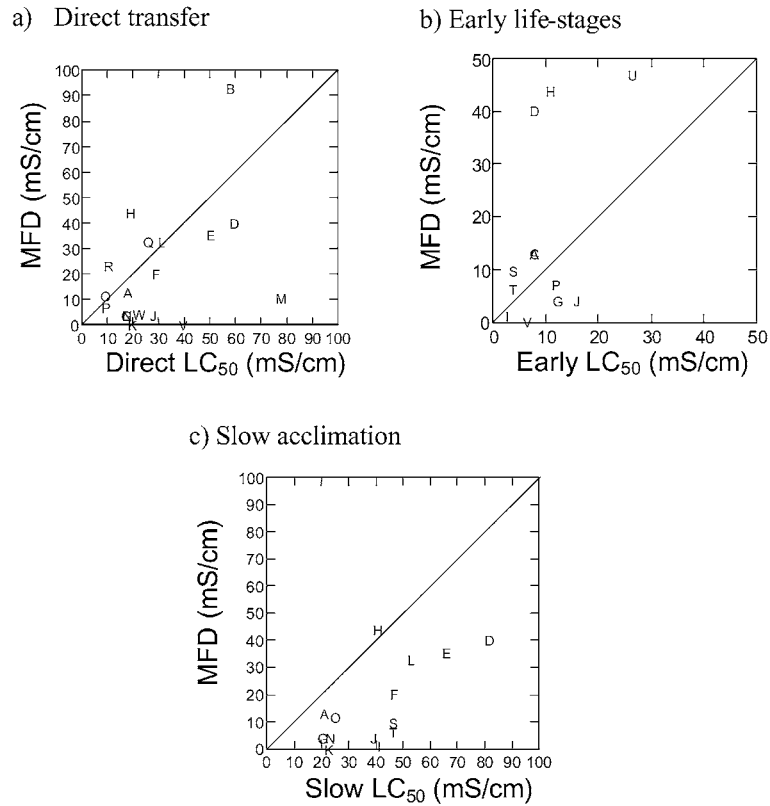 a) Direct transfer
100
90
80
70
60
50
40
30
20
10
0
MFD (mS/cm)
B
H
D
E
Q L
R
F
A
O
P
W J
M
K
V
0 10 20 30 40 50 60 70 80 90 100
Direct LC50 (mS/cm)
b) Early life-stages
50
40
30
20
10
0
MFD (mS/cm)
U
H
D
S
T
P
G J
V
0 10 20 30 40 50
Early LC50 (mS/cm)
c) Slow acclimation
100
90
80
70
60
50
40
30
20
10
0
MFD (mS/cm)
H
D
E
L
F
A O
S
T
G N J
K
0 10 20 30 40 50 60 70 80 90 100
Slow LC50 (mS/cm)